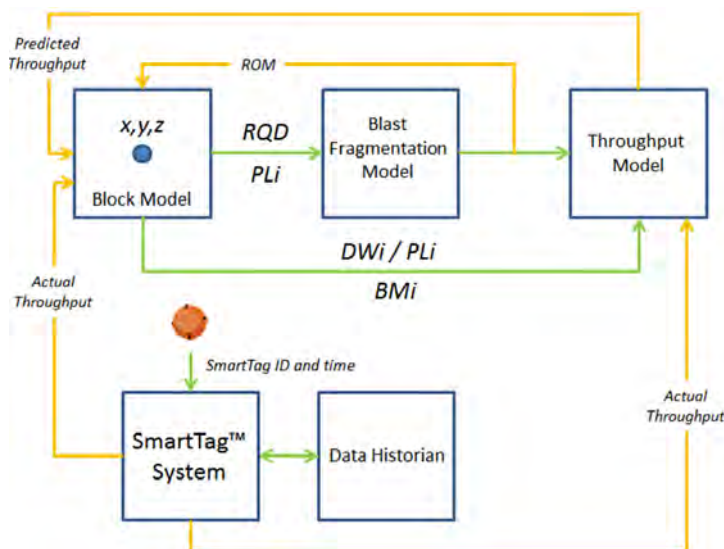 Predicted
Throughput
ROM
x,y,z
Block Model
RQD
PLi
Blast
Fragmentation
Model
Throughput
Model
DWi / PLi
BMi
Actual
Throughput
SmartTag ID and time
SmartTag™
System
Data Historian
Actual
Throughput